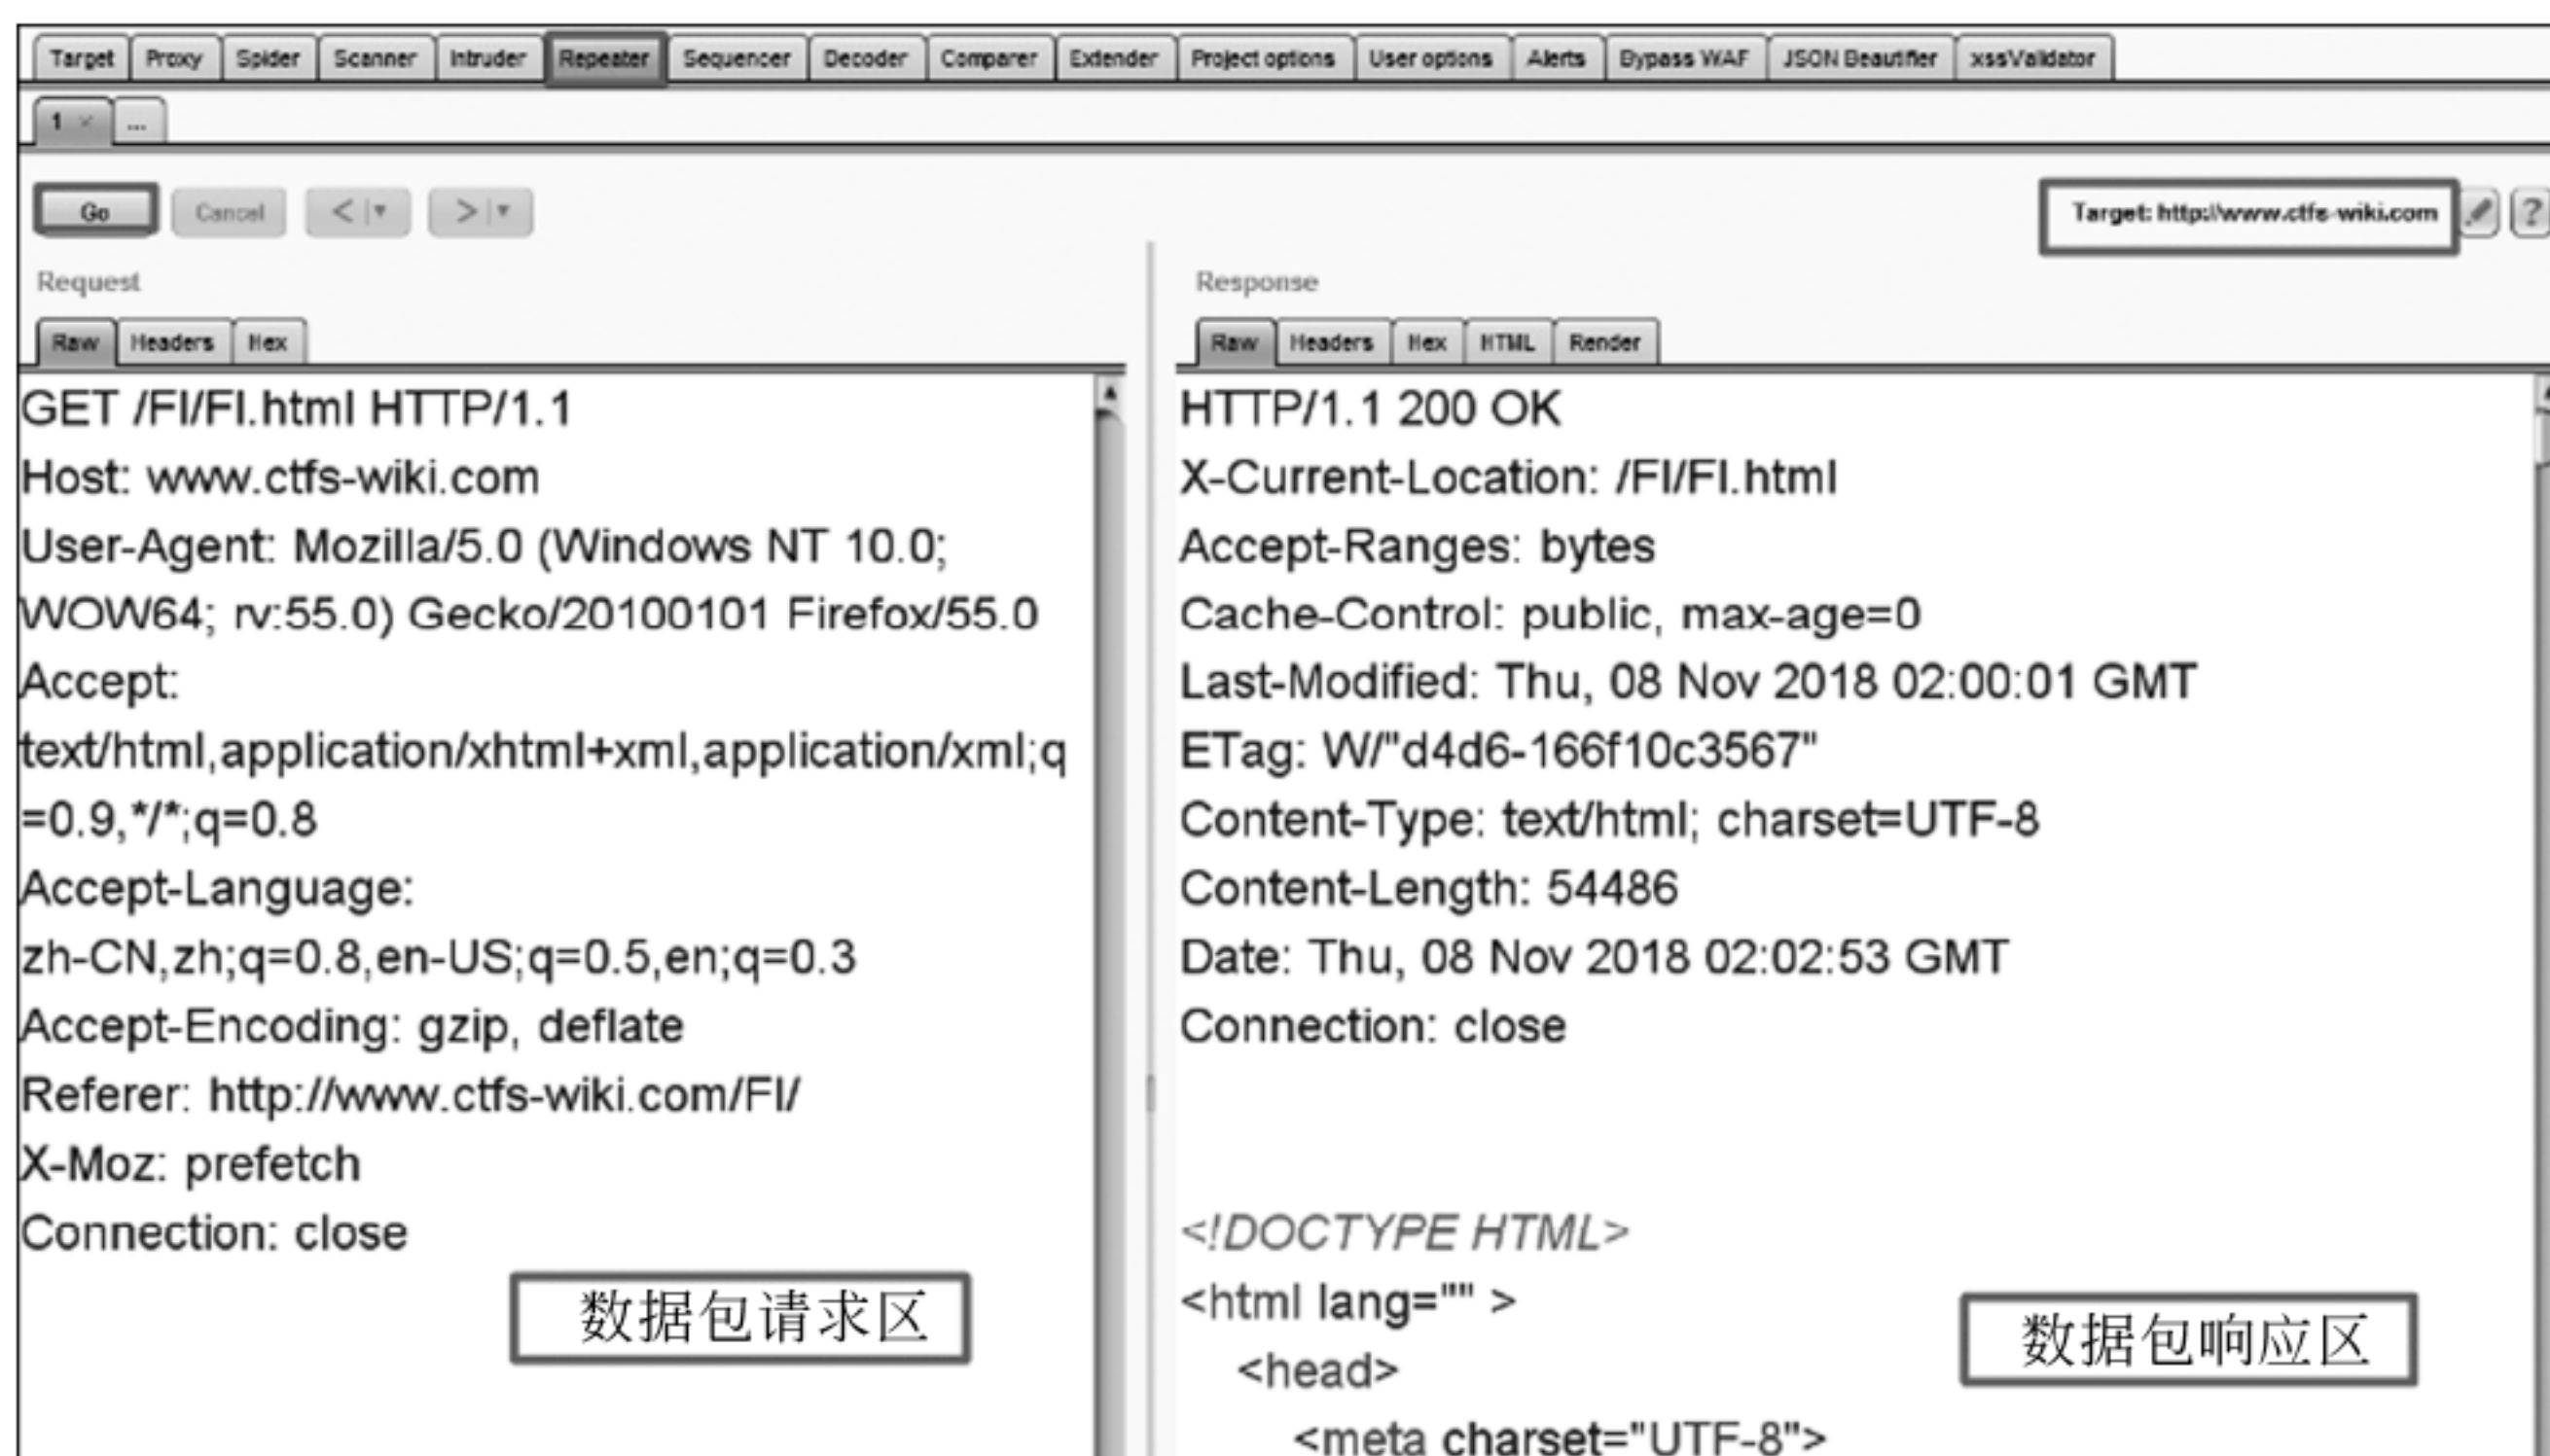 Target Proxy Spider Scanner Intruder Repeater Sequencer Decoder Comparer Extender Project options User options Alerts Bypass WAF JSON Beautifier xssValidator
1 × ...
Go Cancel < > Target: http://www.ctfs-wiki.com ?
Request
Raw Headers Hex
GET /FI/FI.html HTTP/1.1
Host: www.ctfs-wiki.com
User-Agent: Mozilla/5.0 (Windows NT 10.0;
WOW64; rv:55.0) Gecko/20100101 Firefox/55.0
Accept:
text/html,application/xhtml+xml,application/xml;q
=0.9,*/*;q=0.8
Accept-Language:
zh-CN,zh;q=0.8,en-US;q=0.5,en;q=0.3
Accept-Encoding: gzip, deflate
Referer: http://www.ctfs-wiki.com/FI/
X-Moz: prefetch
Connection: close
数据包请求区
Response
Raw Headers Hex HTML Render
HTTP/1.1 200 OK
X-Current-Location: /FI/FI.html
Accept-Ranges: bytes
Cache-Control: public, max-age=0
Last-Modified: Thu, 08 Nov 2018 02:00:01 GMT
ETag: W/"d4d6-166f10c3567"
Content-Type: text/html; charset=UTF-8
Content-Length: 54486
Date: Thu, 08 Nov 2018 02:02:53 GMT
Connection: close
<!DOCTYPE HTML>
<html lang="" >
<head>
<meta charset="UTF-8">
数据包响应区